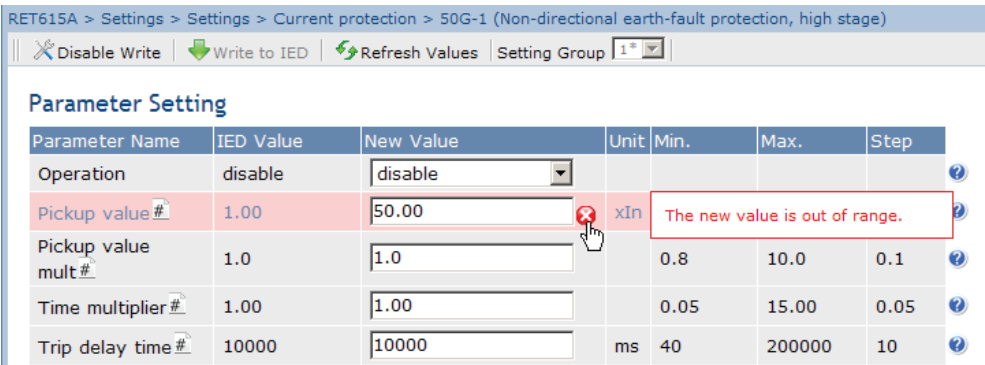 RET615A > Settings > Settings > Current protection > 50G-1 (Non-directional earth-fault protection, high stage)
Disable Write Write to IED Refresh Values Setting Group 1*
Parameter Setting
Parameter Name IED Value New Value Unit Min. Max. Step
Operation disable disable
Pickup value # 1.00 50.00 xIn The new value is out of range.
Pickup value
mult # 1.0 1.0 0.8 10.0 0.1
Time multiplier # 1.00 1.00 0.05 15.00 0.05
Trip delay time # 10000 10000 ms 40 200000 10